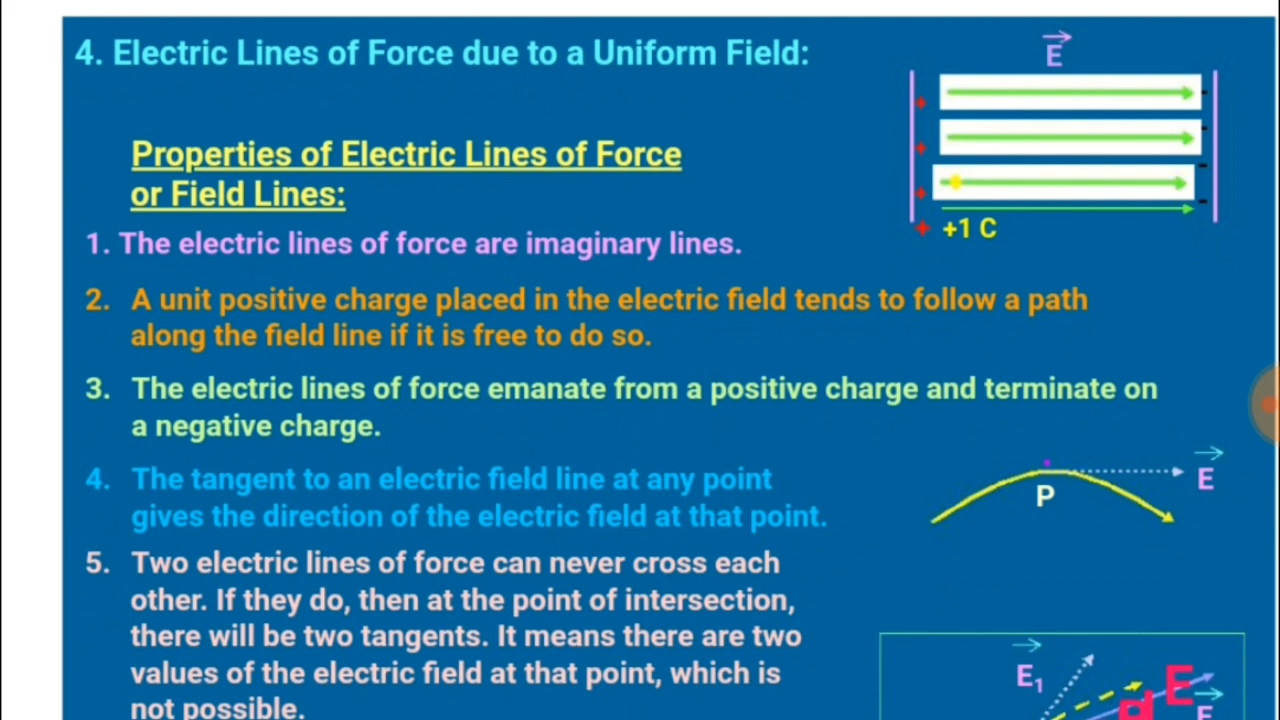 4. Electric Lines of Force due to a Uniform Field:
E
+ -
+ -
+ -
+ -
+1 C
Properties of Electric Lines of Force
or Field Lines:
1. The electric lines of force are imaginary lines.
2. A unit positive charge placed in the electric field tends to follow a path
along the field line if it is free to do so.
3. The electric lines of force emanate from a positive charge and terminate on
a negative charge.
4. The tangent to an electric field line at any point
gives the direction of the electric field at that point.
P
E
5. Two electric lines of force can never cross each
other. If they do, then at the point of intersection,
there will be two tangents. It means there are two
values of the electric field at that point, which is
not possible.
E1
E